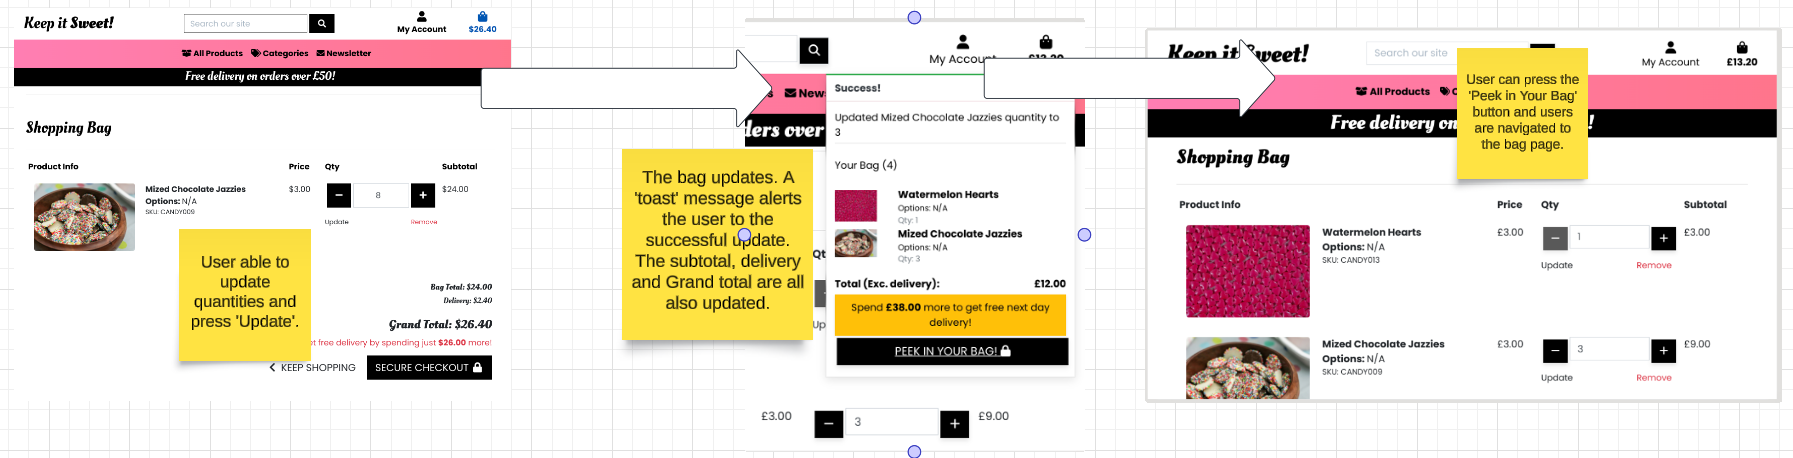 Keep it Sweet!
Search our site
My Account
$26.40
All Products
Categories
Newsletter
Free delivery on orders over £50!
Shopping Bag
Product Info
Price
Qty
Subtotal
Mized Chocolate Jazzies
Options: N/A
SKU: CANDY009
$3.00
8
$24.00
Update
Remove
User able to
update
quantities and
press 'Update'.
Bag Total: $24.00
Delivery: $2.40
Grand Total: $26.40
free delivery by spending just $26.00 more!
KEEP SHOPPING
SECURE CHECKOUT
The bag updates. A
'toast' message alerts
the user to the
successful update.
The subtotal, delivery
and Grand total are all
also updated.
My Account
£13.20
Success!
Updated Mized Chocolate Jazzies quantity to
3
Your Bag (4)
Watermelon Hearts
Options: N/A
Qty: 1
Mized Chocolate Jazzies
Options: N/A
Qty: 3
Total (Exc. delivery):
£12.00
Spend £38.00 more to get free next day
delivery!
PEEK IN YOUR BAG!
£3.00
3
£9.00
Keep it Sweet!
Search our site
My Account
£13.20
All Products
User can press the
'Peek in Your Bag'
button and users
are navigated to
the bag page.
Free delivery on
Shopping Bag
Product Info
Price
Qty
Subtotal
Watermelon Hearts
Options: N/A
SKU: CANDY013
£3.00
1
£3.00
Update
Remove
Mized Chocolate Jazzies
Options: N/A
SKU: CANDY009
£3.00
3
£9.00
Update
Remove